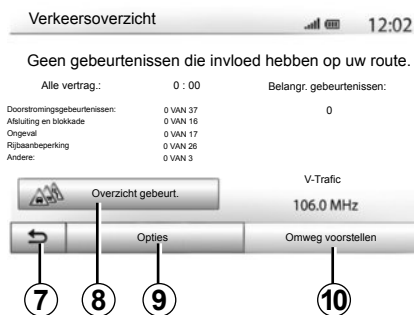 Verkeersoverzicht 12:02
Geen gebeurtenissen die invloed hebben op uw route.
Alle vertrag.: 0 : 00 Belangr. gebeurtenissen:
0
Doorstromingsgebeurtenissen: 0 VAN 37
Afsluiting en blokkade 0 VAN 16
Ongeval 0 VAN 17
Rijbaanbeperking 0 VAN 26
Andere: 0 VAN 3
Overzicht gebeurt.
V-Trafic
106.0 MHz
Opties Omweg voorstellen
7 8 9 10